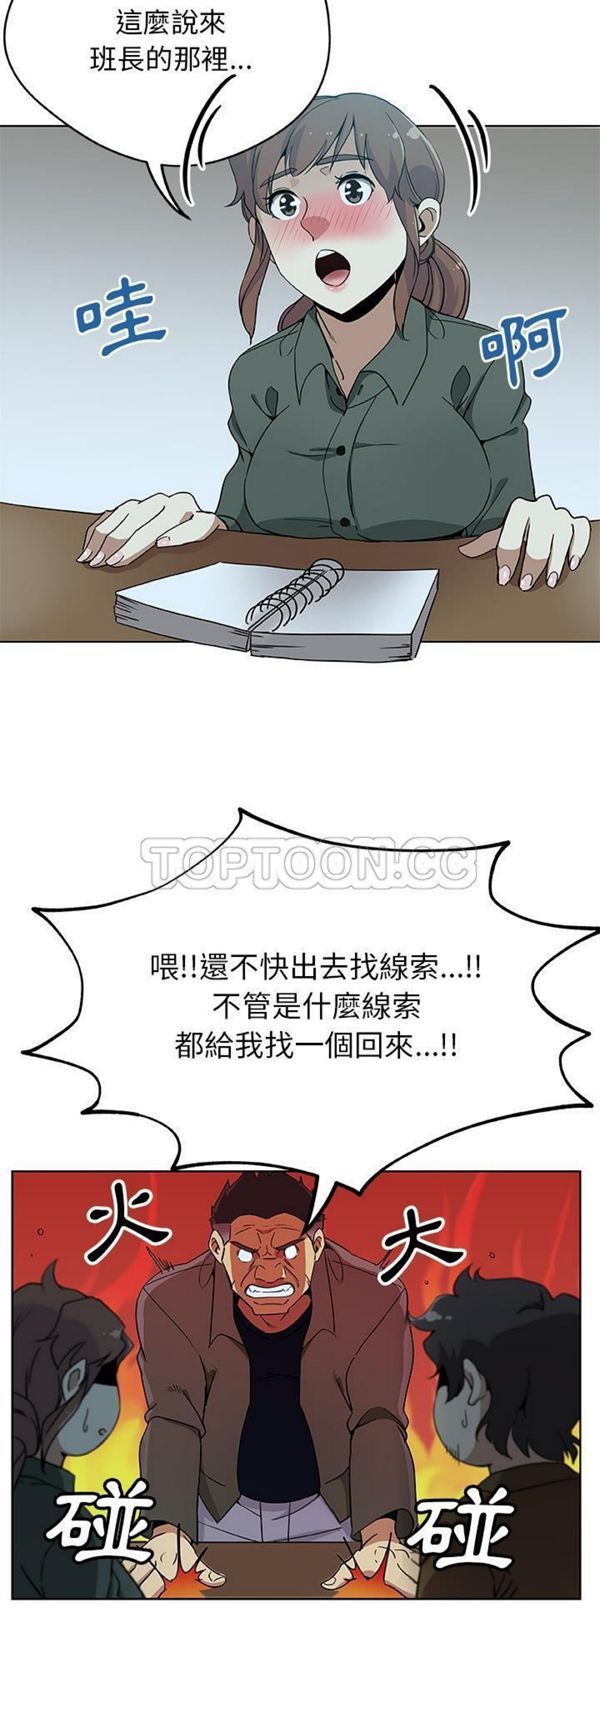 這麼說來
班長的那裡...
哇
啊
TOPTOON.CC
喂!!還不快出去找線索...!!
不管是什麼線索
都給我找一個回來...!!
火
大
碰
碰